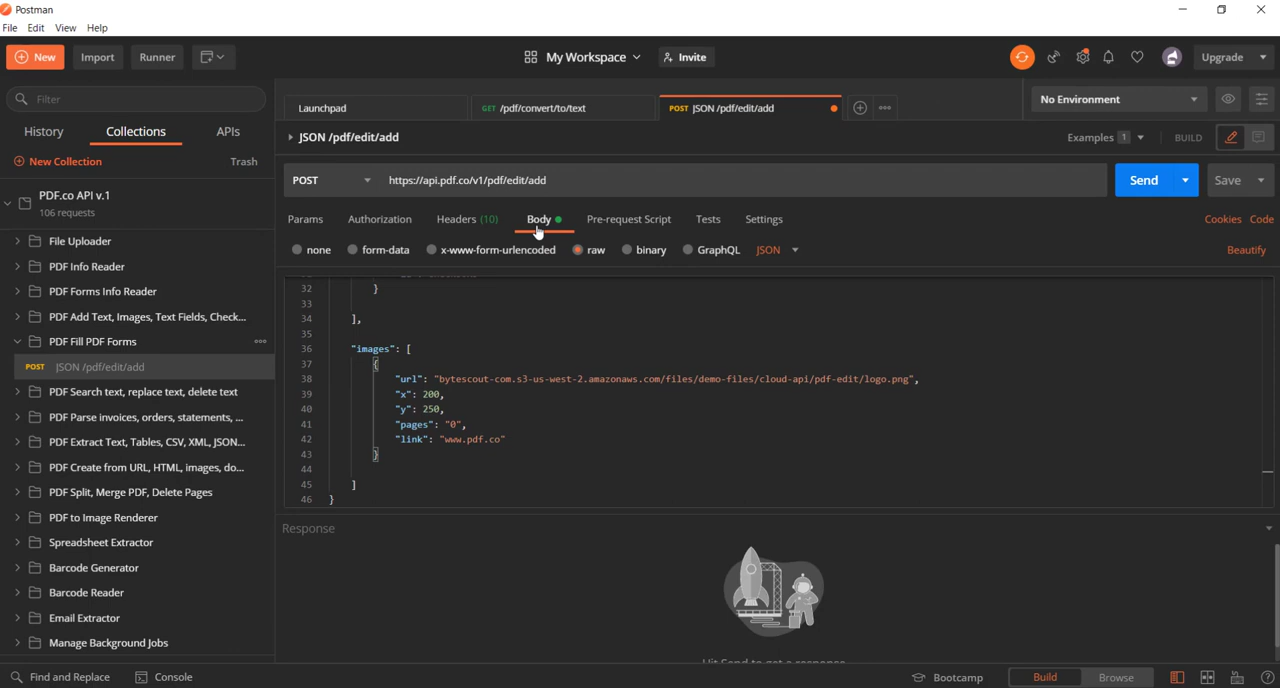 Postman
File Edit View Help
New Import Runner My Workspace Invite Upgrade
Filter
Launchpad GET /pdf/convert/to/text POST JSON /pdf/edit/add No Environment
History Collections APIs
JSON /pdf/edit/add Examples 1 BUILD
New Collection Trash
POST https://api.pdf.co/v1/pdf/edit/add Send Save
PDF.co API v.1
106 requests
Params Authorization Headers (10) Body Pre-request Script Tests Settings Cookies Code
none form-data x-www-form-urlencoded raw binary GraphQL JSON Beautify
File Uploader
PDF Info Reader
PDF Forms Info Reader
PDF Add Text, Images, Text Fields, Check...
PDF Fill PDF Forms
POST JSON /pdf/edit/add
PDF Search text, replace text, delete text
PDF Parse invoices, orders, statements, ...
PDF Extract Text, Tables, CSV, XML, JSON...
PDF Create from URL, HTML, images, do...
PDF Split, Merge PDF, Delete Pages
PDF to Image Renderer
Spreadsheet Extractor
Barcode Generator
Barcode Reader
Email Extractor
Manage Background Jobs
32 }
33
34 ],
35
36 "images": [
37 {
38 "url": "bytescout-com.s3-us-west-2.amazonaws.com/files/demo-files/cloud-api/pdf-edit/logo.png",
39 "x": 200,
40 "y": 250,
41 "pages": "0",
42 "link": "www.pdf.co"
43 }
44
45 ]
46 }
Response
Hit Send to get a response
Find and Replace Console Bootcamp Build Browse